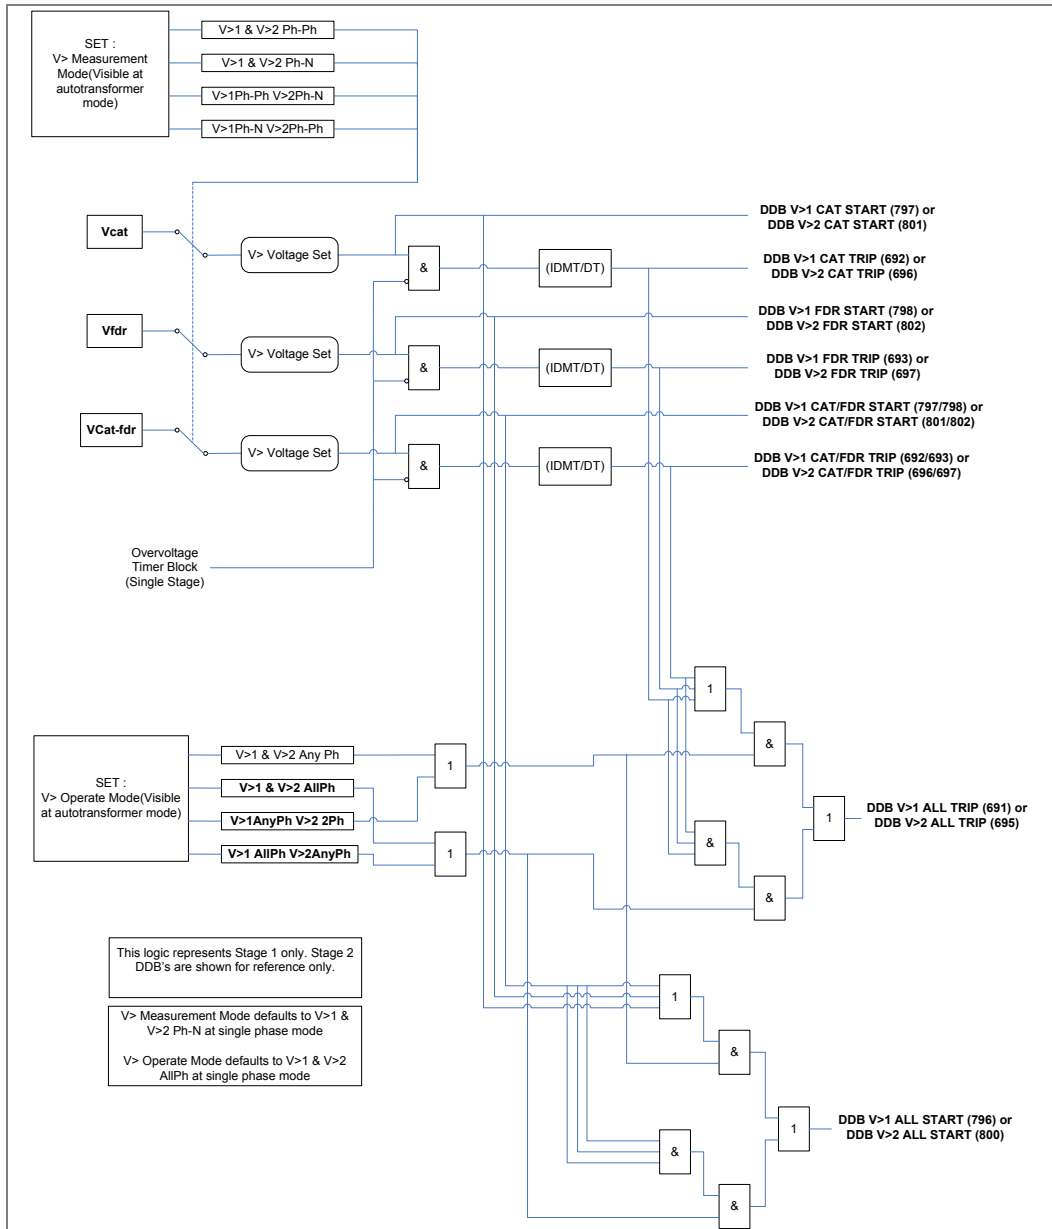 SET :
V> Measurement
Mode(Visible at
autotransformer
mode)
V>1 & V>2 Ph-Ph
V>1 & V>2 Ph-N
V>1Ph-Ph V>2Ph-N
V>1Ph-N V>2Ph-Ph
Vcat
V> Voltage Set
&
(IDMT/DT)
DDB V>1 CAT START (797) or
DDB V>2 CAT START (801)
DDB V>1 CAT TRIP (692) or
DDB V>2 CAT TRIP (696)
Vfdr
V> Voltage Set
&
(IDMT/DT)
DDB V>1 FDR START (798) or
DDB V>2 FDR START (802)
DDB V>1 FDR TRIP (693) or
DDB V>2 FDR TRIP (697)
VCat-fdr
V> Voltage Set
&
(IDMT/DT)
DDB V>1 CAT/FDR START (797/798) or
DDB V>2 CAT/FDR START (801/802)
DDB V>1 CAT/FDR TRIP (692/693) or
DDB V>2 CAT/FDR TRIP (696/697)
Overvoltage
Timer Block
(Single Stage)
1
&
SET :
V> Operate Mode(Visible
at autotransformer mode)
V>1 & V>2 Any Ph
V>1 & V>2 AllPh
V>1AnyPh V>2 2Ph
V>1 AllPh V>2AnyPh
1
1
&
&
1
DDB V>1 ALL TRIP (691) or
DDB V>2 ALL TRIP (695)
This logic represents Stage 1 only. Stage 2
DDB's are shown for reference only.
V> Measurement Mode defaults to V>1 &
V>2 Ph-N at single phase mode
V> Operate Mode defaults to V>1 & V>2
AllPh at single phase mode
1
&
&
&
1
DDB V>1 ALL START (796) or
DDB V>2 ALL START (800)